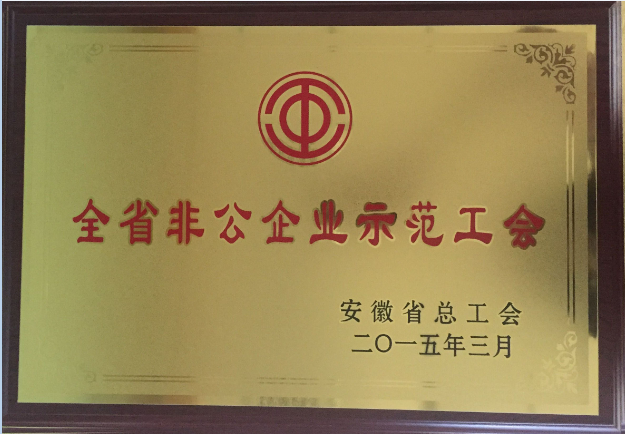 全省非公企业示范工会
安徽省总工会
二〇一五年三月